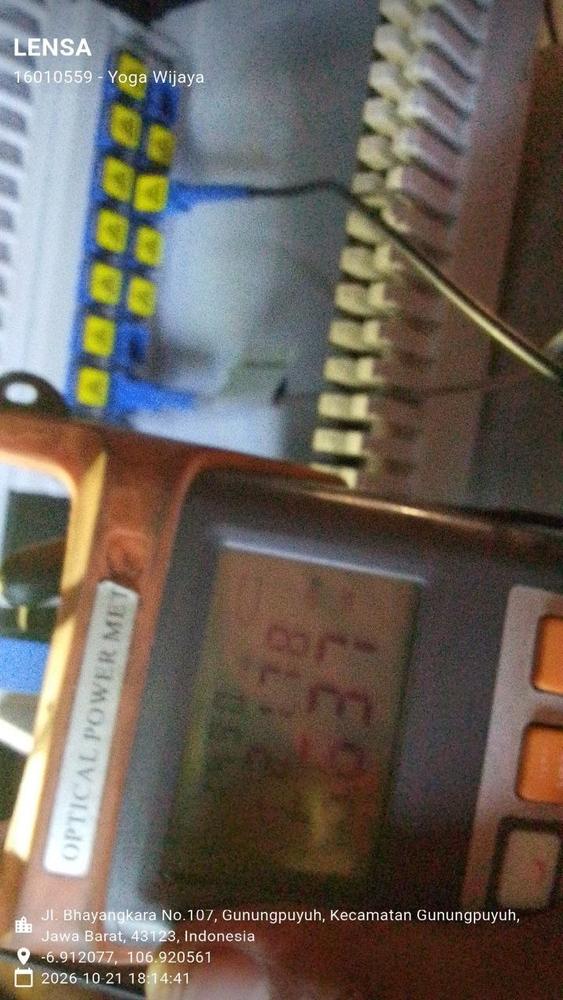 LENSA
16010559 - Yoga Wijaya
OPTICAL POWER MET
Jl. Bhayangkara No.107, Gunungpuyuh, Kecamatan Gunungpuyuh,
Jawa Barat, 43123, Indonesia
-6.912077, 106.920561
2026-10-21 18:14:41